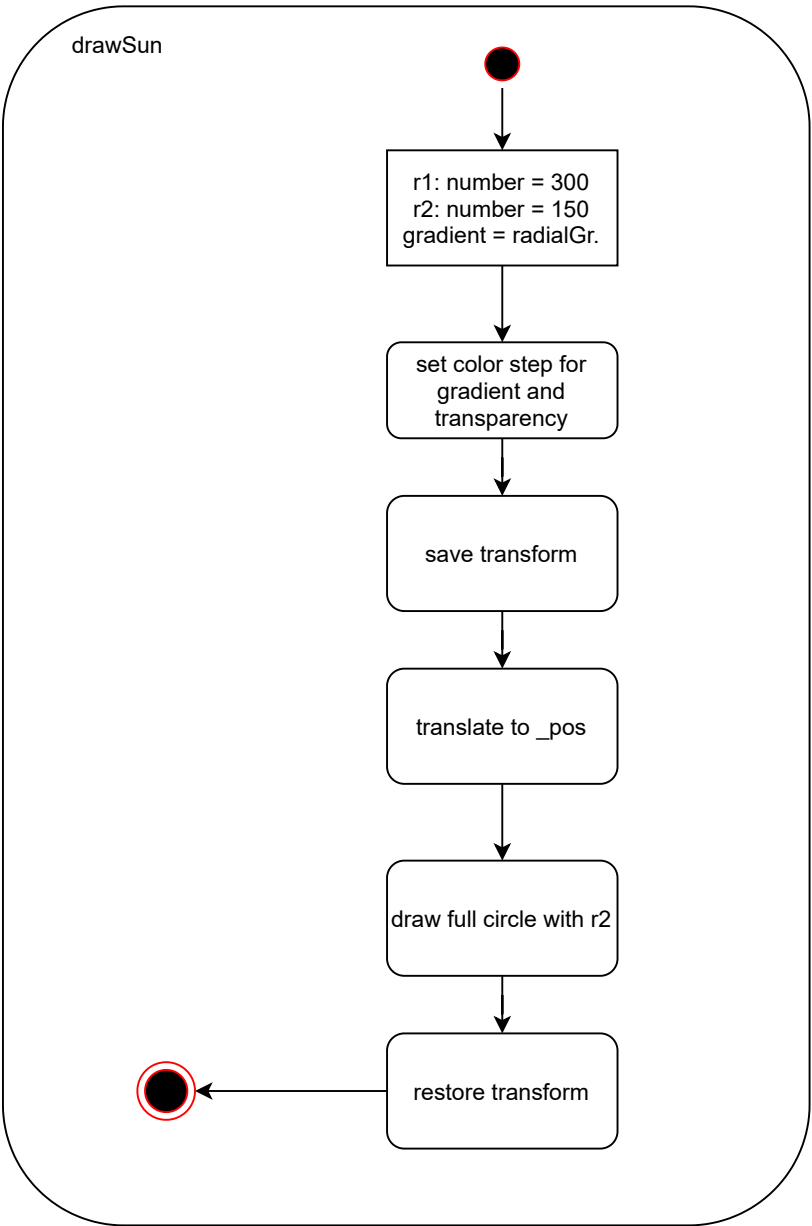 drawSun
r1: number = 300
r2: number = 150
gradient = radialGr.
set color step for
gradient and
transparency
save transform
translate to _pos
draw full circle with r2
restore transform